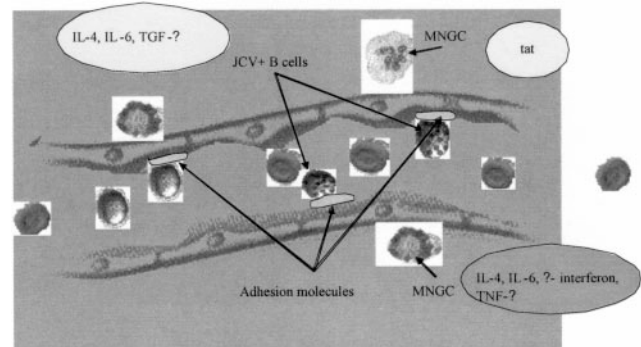 IL-4, IL-6, TGF-?
MNGC
tat
JCV+ B cells
Adhesion molecules
MNGC
IL-4, IL-6, ?- interferon,
TNF-?